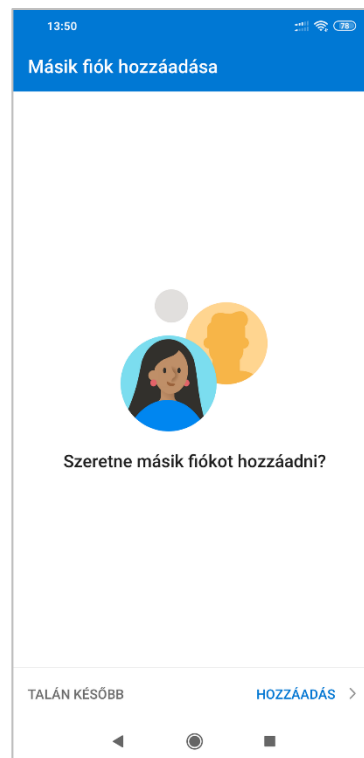 13:50
78
Másik fiók hozzáadása
Szeretne másik fiókot hozzáadni?
TALÁN KÉSŐBB
HOZZÁADÁS